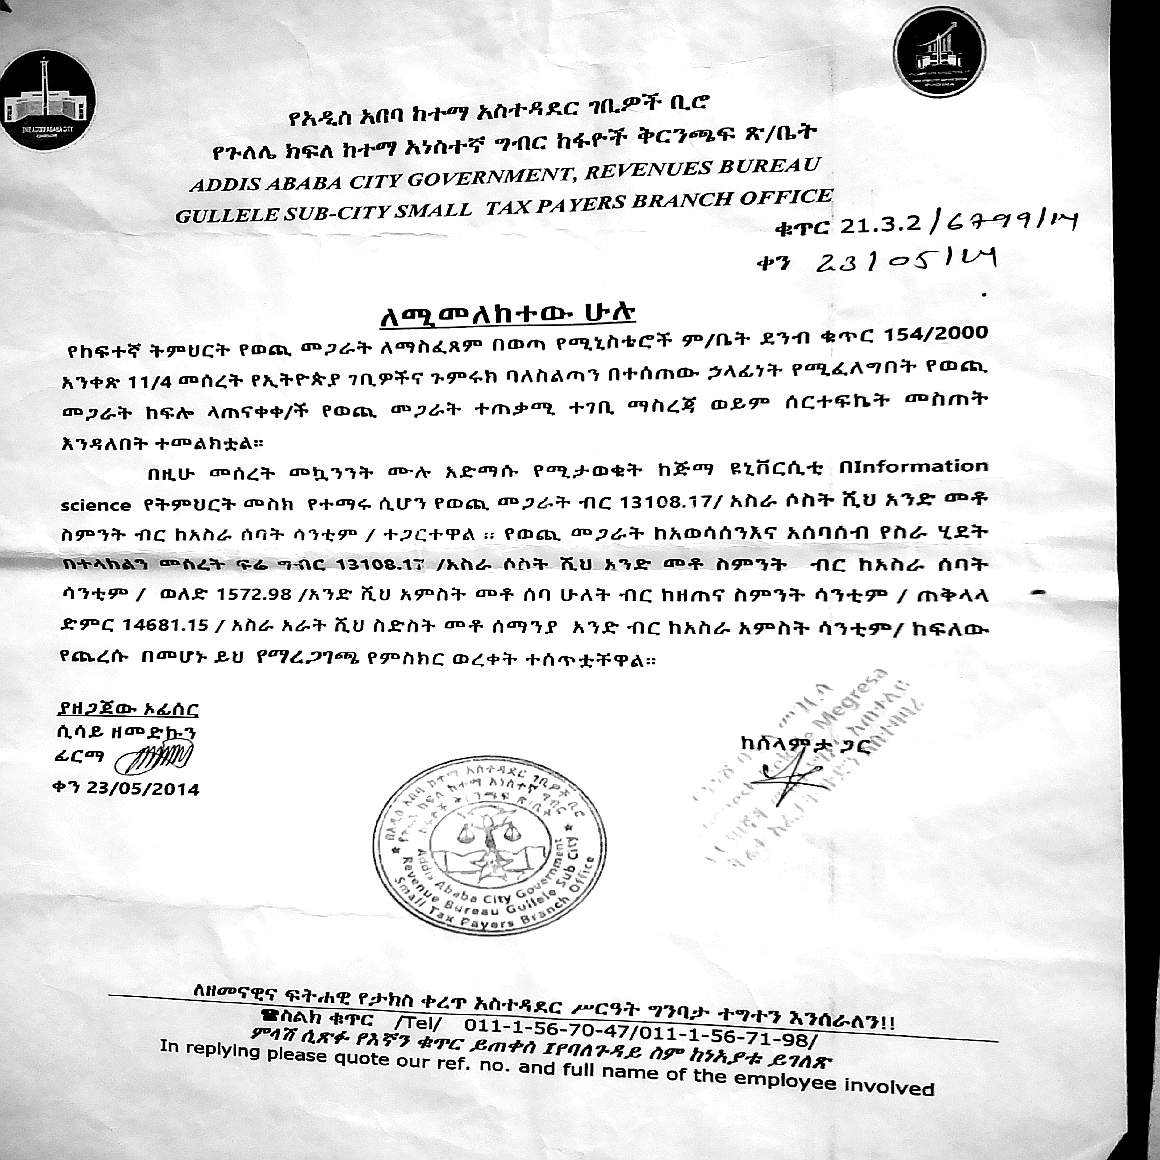 የአዲስ አበባ ከተማ አስተዳደር ገቢዎች ቢሮ
የጉለሌ ክፍለ ከተማ አነስተኛ ግብር ከፋዮች ቅርንጫፍ ጽ/ቤት
ADDIS ABABA CITY GOVERNMENT, REVENUES BUREAU
GULLELE SUB-CITY SMALL TAX PAYERS BRANCH OFFICE
ቁጥር 21.3.2/6799/14
ቀን 23/05/14
ለሚመለከተው ሁሉ
የከፍተኛ ትምህርት የወጪ መጋራት ለማስፈጸም በወጣ የሚኒስቴሮች ም/ቤት ደንብ ቁጥር 154/2000
አንቀጽ 11/4 መሰረት የኢትዮጵያ ገቢዎችና ጉምሩክ ባለስልጣን በተሰጠው ኃላፊነት የሚፈለግበት የወጪ
መጋራት ከፍሎ ላጠናቀቀ/ች የወጪ መጋራት ተጠቃሚ ተገቢ ማስረጃ ወይም ሰርተፍኬት መስጠት
እንዳለበት ተመልክቷል።
በዚሁ መሰረት መኳንንት ሙሉ አድማሱ የሚታወቁት ከጅማ ዩኒቨርሲቲ በInformation
science የትምህርት መስክ የተማሩ ሲሆን የወጪ መጋራት ብር 13108.17/ አስራ ሶስት ሺህ አንድ መቶ
ስምንት ብር ከአስራ ሰባት ሳንቲም / ተጋርተዋል ። የወጪ መጋራት ከአወሳሰንእና አሰባሰብ የስራ ሂደት
በተላከልን መሰረት ፍሬ ግብር 13108.17 /አስራ ሶስት ሺህ አንድ መቶ ስምንት ብር ከአስራ ሰባት
ሳንቲም / ወለድ 1572.98 /አንድ ሺህ አምስት መቶ ሰባ ሁለት ብር ከዘጠና ስምንት ሳንቲም / ጠቅላላ
ድምር 14681.15 / አስራ አራት ሺህ ስድስት መቶ ሰማንያ አንድ ብር ከአስራ አምስት ሳንቲም/ ከፍለው
የጨረሱ በመሆኑ ይህ የማረጋገጫ የምስክር ወረቀት ተሰጥቷቸዋል።
ያዘጋጀው ኦፊሰር
ሲሳይ ዘመድኩን
ፊርማ
ቀን 23/05/2014
ከሰላምታ ጋር
Megresa
Addis Ababa City Government
Revenue Bureau Gullele Sub City
Small Tax Payers Branch Office
ለዘመናዊና ፍትሐዊ የታክስ ቀረጥ አስተዳደር ሥርዓት ግንባታ ተግተን እንሰራለን!!
☎ስልክ ቁጥር /Tel/ 011-1-56-70-47/011-1-56-71-98/
ምላሽ ሲጽፉ የእኛን ቁጥር ይጠቀስ የባለጉዳይ ስም ከነአያቱ ይገለጽ
In replying please quote our ref. no. and full name of the employee involved